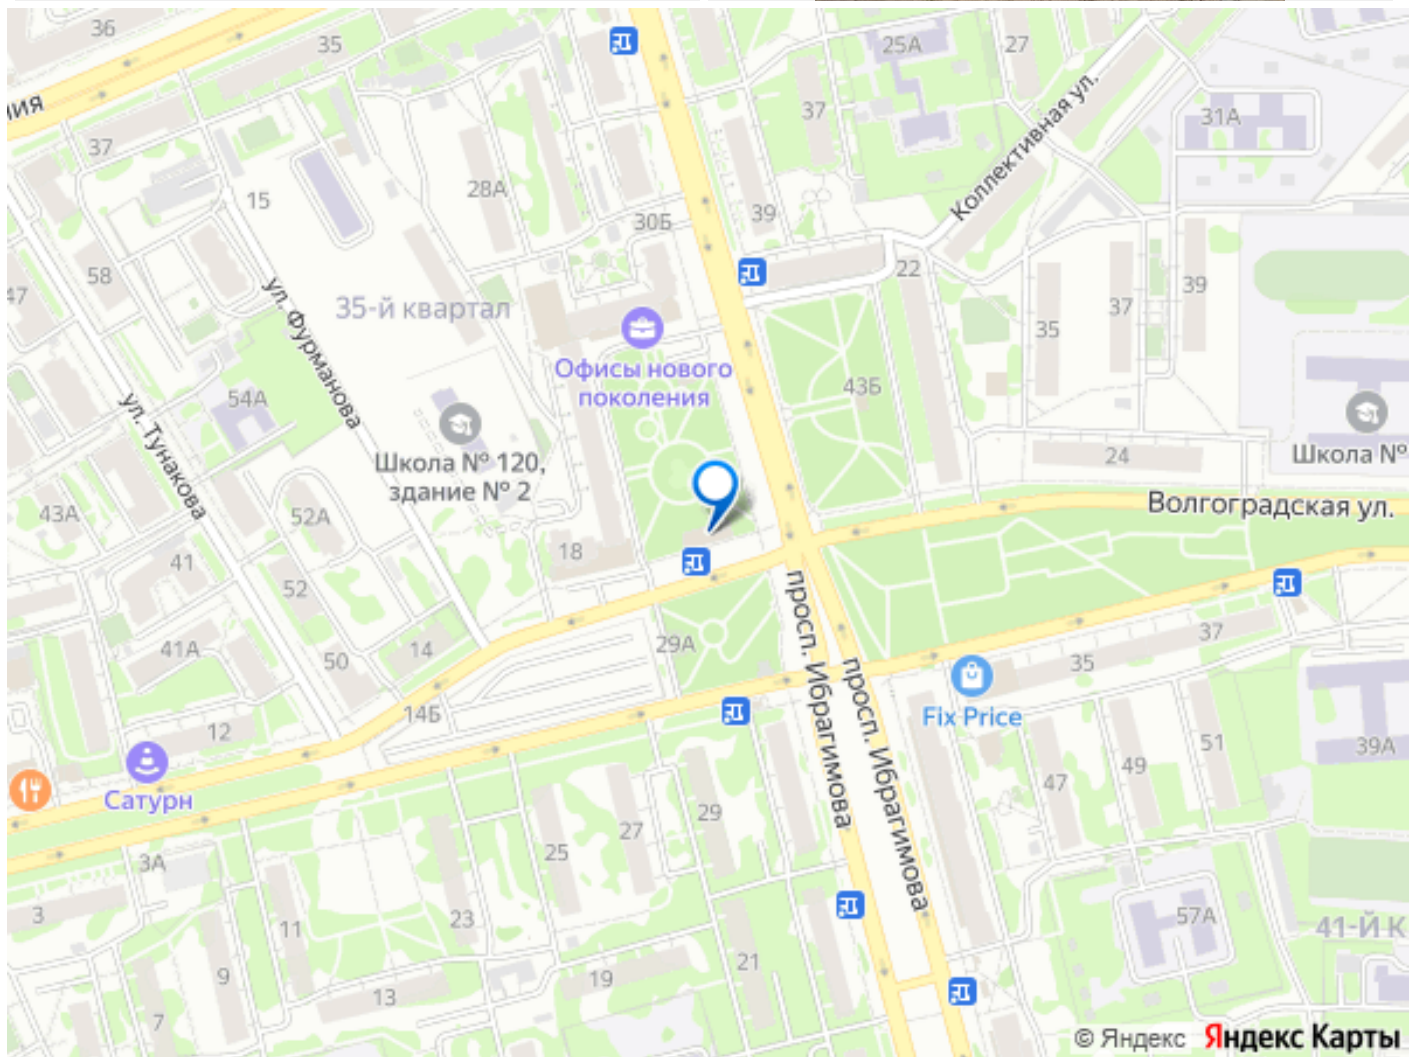 36
35
25А
27
ия
37
37
31А
Коллективная ул.
28А
15
39
30Б
58
22
47
ул. Фурманова
35-й квартал
39
37
35
Офисы нового
поколения
43Б
54А
ул. Тунакова
Школа № 120,
здание № 2
24
Школа №
Волгоградская ул.
43А
52А
18
41
52
просп. Ибрагимова
просп. Ибрагимова
41А
50
14
29А
37
35
Fix Price
14Б
12
51
39А
49
47
Сатурн
29
27
25
3А
3
11
23
9
57А
41-Й К
21
19
13
7
© Яндекс Яндекс Карты